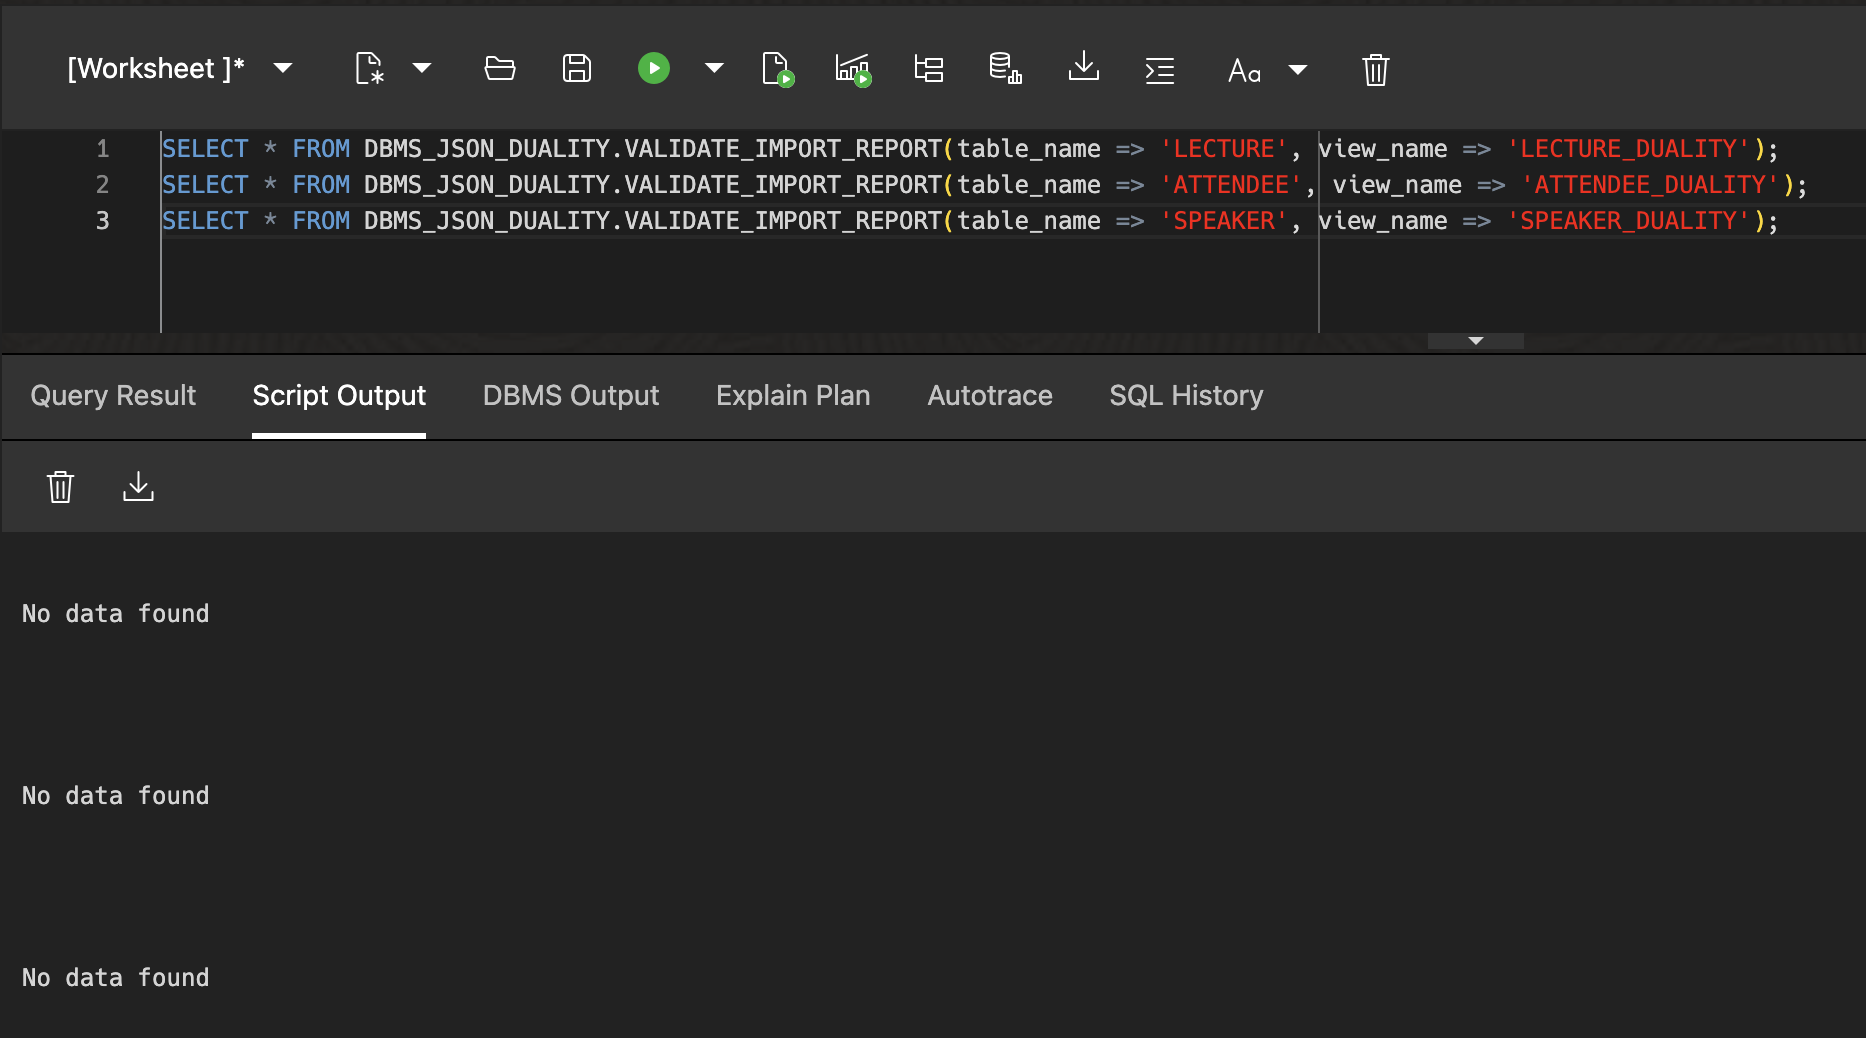 [Worksheet ]*
Aa
1 SELECT * FROM DBMS_JSON_DUALITY.VALIDATE_IMPORT_REPORT(table_name => 'LECTURE', view_name => 'LECTURE_DUALITY');
2 SELECT * FROM DBMS_JSON_DUALITY.VALIDATE_IMPORT_REPORT(table_name => 'ATTENDEE', view_name => 'ATTENDEE_DUALITY');
3 SELECT * FROM DBMS_JSON_DUALITY.VALIDATE_IMPORT_REPORT(table_name => 'SPEAKER', view_name => 'SPEAKER_DUALITY');
Query Result Script Output DBMS Output Explain Plan Autotrace SQL History
No data found
No data found
No data found